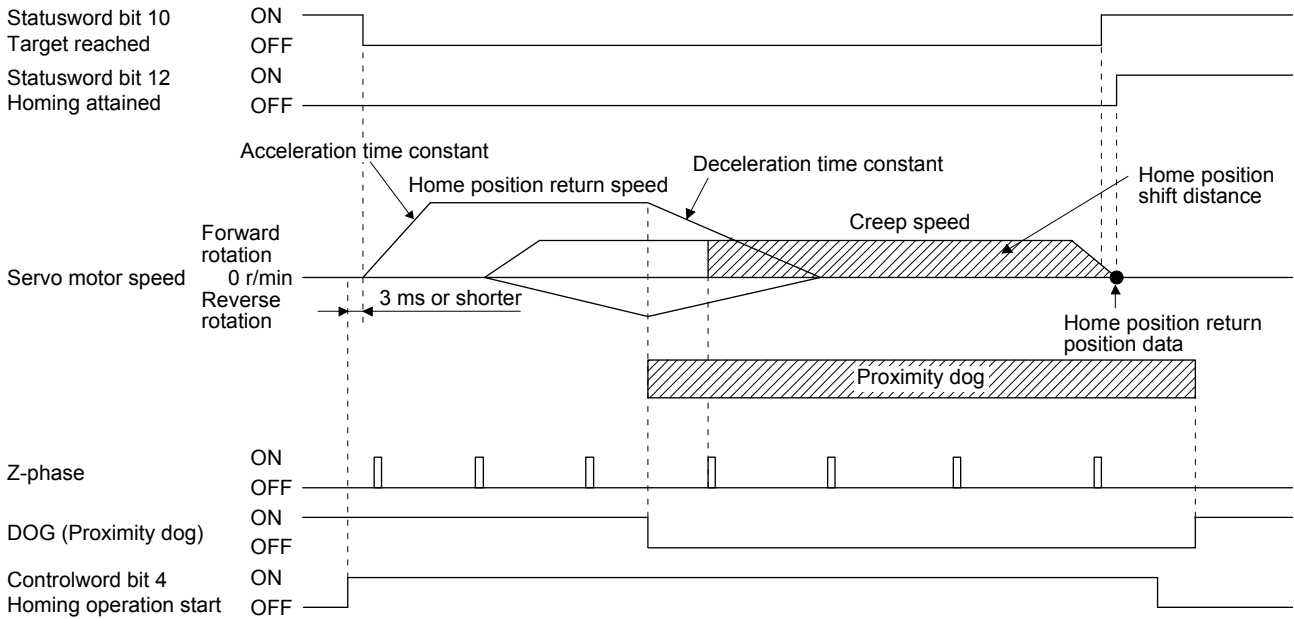 Statusword bit 10
Target reached
ON
OFF
Statusword bit 12
Homing attained
ON
OFF
Acceleration time constant
Home position return speed
Deceleration time constant
Home position
shift distance
Creep speed
Forward
rotation
Servo motor speed
0 r/min
Reverse
rotation
3 ms or shorter
Home position return
position data
Proximity dog
Z-phase
ON
OFF
DOG (Proximity dog)
ON
OFF
Controlword bit 4
Homing operation start
ON
OFF